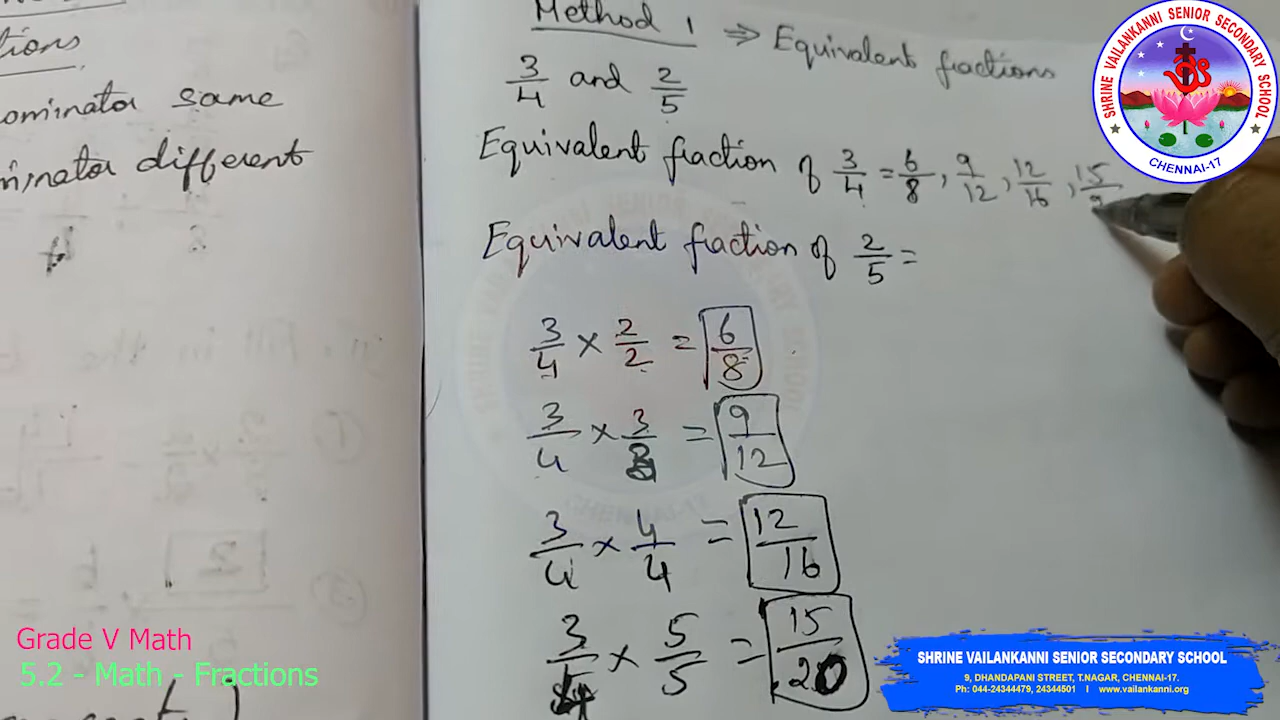 tions
ominator same
minator different
Method 1 ⇒ Equivalent fractions
3/4 and 2/5
Equivalent fraction of 3/4 = 6/8, 9/12, 12/16, 15/2
Equivalent fraction of 2/5 =
3/4 × 2/2 = 6/8
3/4 × 3/3 = 9/12
3/4 × 4/4 = 12/16
3/4 × 5/5 = 15/20
SHRINE VAILANKANNI SENIOR SECONDARY SCHOOL
CHENNAI-17
Grade V Math
5.2 - Math - Fractions
SHRINE VAILANKANNI SENIOR SECONDARY SCHOOL
9, DHANDAPANI STREET, T.NAGAR, CHENNAI-17.
Ph: 044-24344479, 24344501 I www.vailankanni.org